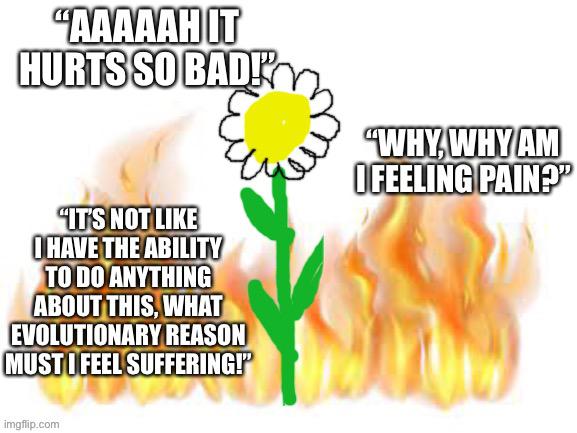 “AAAAAH IT
HURTS SO BAD!”
“WHY, WHY AM
I FEELING PAIN?”
“IT’S NOT LIKE
I HAVE THE ABILITY
TO DO ANYTHING
ABOUT THIS, WHAT
EVOLUTIONARY REASON
MUST I FEEL SUFFERING!”
imgflip.com